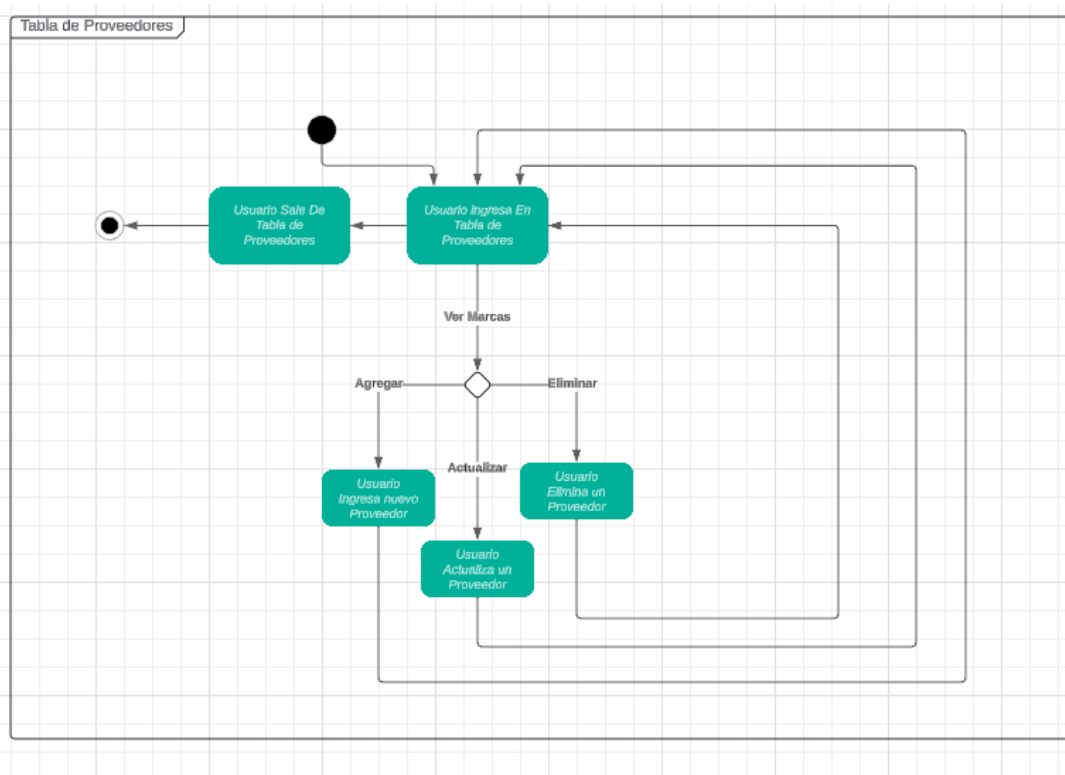 Tabla de Proveedores
Usuario Sale De
Tabla de
Proveedores
Usuario Ingresa En
Tabla de
Proveedores
Ver Marcas
Agregar
Eliminar
Actualizar
Usuario
Ingresa nuevo
Proveedor
Usuario
Elimina un
Proveedor
Usuario
Actualiza un
Proveedor